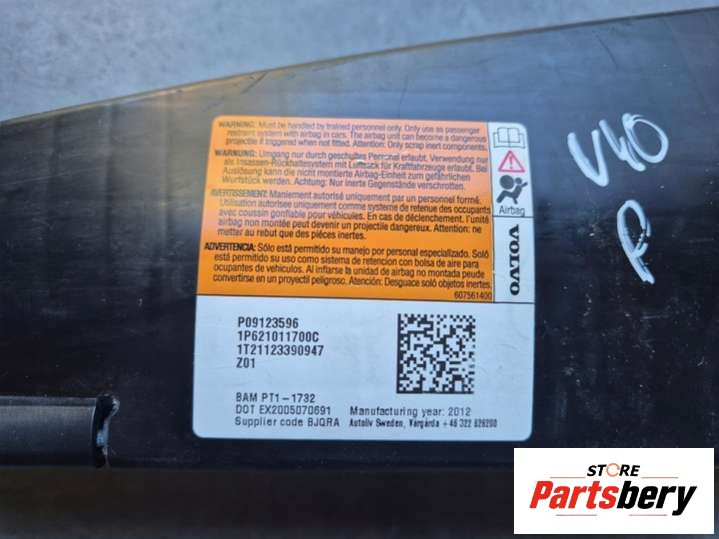 WARNING: Must be handled by trained personnel only. Only use as passenger
restraint system with airbag in cars. The airbag unit can become a dangerous
projectile if triggered when not fitted. Attention: Only scrap inert components.
WARNUNG: Umgang nur durch geschultes Personal erlaubt. Verwendung nur
als Insassen-Rückhaltesystem mit Luftsack für Kraftfahrzeuge erlaubt. Bei
Auslösung kann die nicht montierte Airbag-Einheit zum gefährlichen
Wurfstück werden. Achtung: Nur inerte Gegenstände verschrotten.
AVERTISSEMENT: Maniement autorisé uniquement par un personnel formé.
Utilisation autorisée uniquement comme systeme de retenue des occupants
avec coussin gonflable pour véhicules. En cas de déclenchement, l'unité
airbag non montée peut devenir un projectile dangereux. Attention: ne
mettre au rebut que des pièces inertes.
ADVERTENCIA: Sólo está permitido su manejo por personal especializado. Solo
está permitido su uso como sistema de retención con bolsa de aire para
ocupantes de vehículos. Al inflarse la unidad de airbag no montada puede
convertirse en un proyectil peligroso. Atención: Desguace solo objetos inertes.
607561400
Airbag
VOLVO
P09123596
1P621011700C
1T21123390947
Z01
BAM PT1-1732
DOT EX2005070691
Supplier code BJQRA
Manufacturing year: 2012
Autoliv Sweden, Vårgårda +46 322 626200
V40
P
STORE
Partsbery